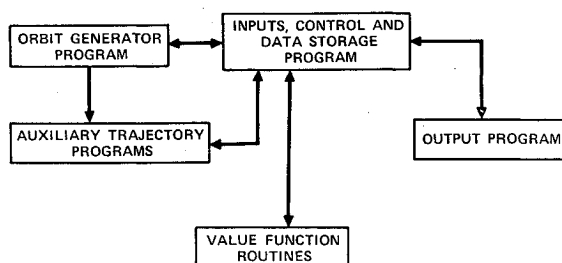 ORBIT GENERATOR
PROGRAM
INPUTS, CONTROL AND
DATA STORAGE
PROGRAM
AUXILIARY TRAJECTORY
PROGRAMS
OUTPUT PROGRAM
VALUE FUNCTION
ROUTINES